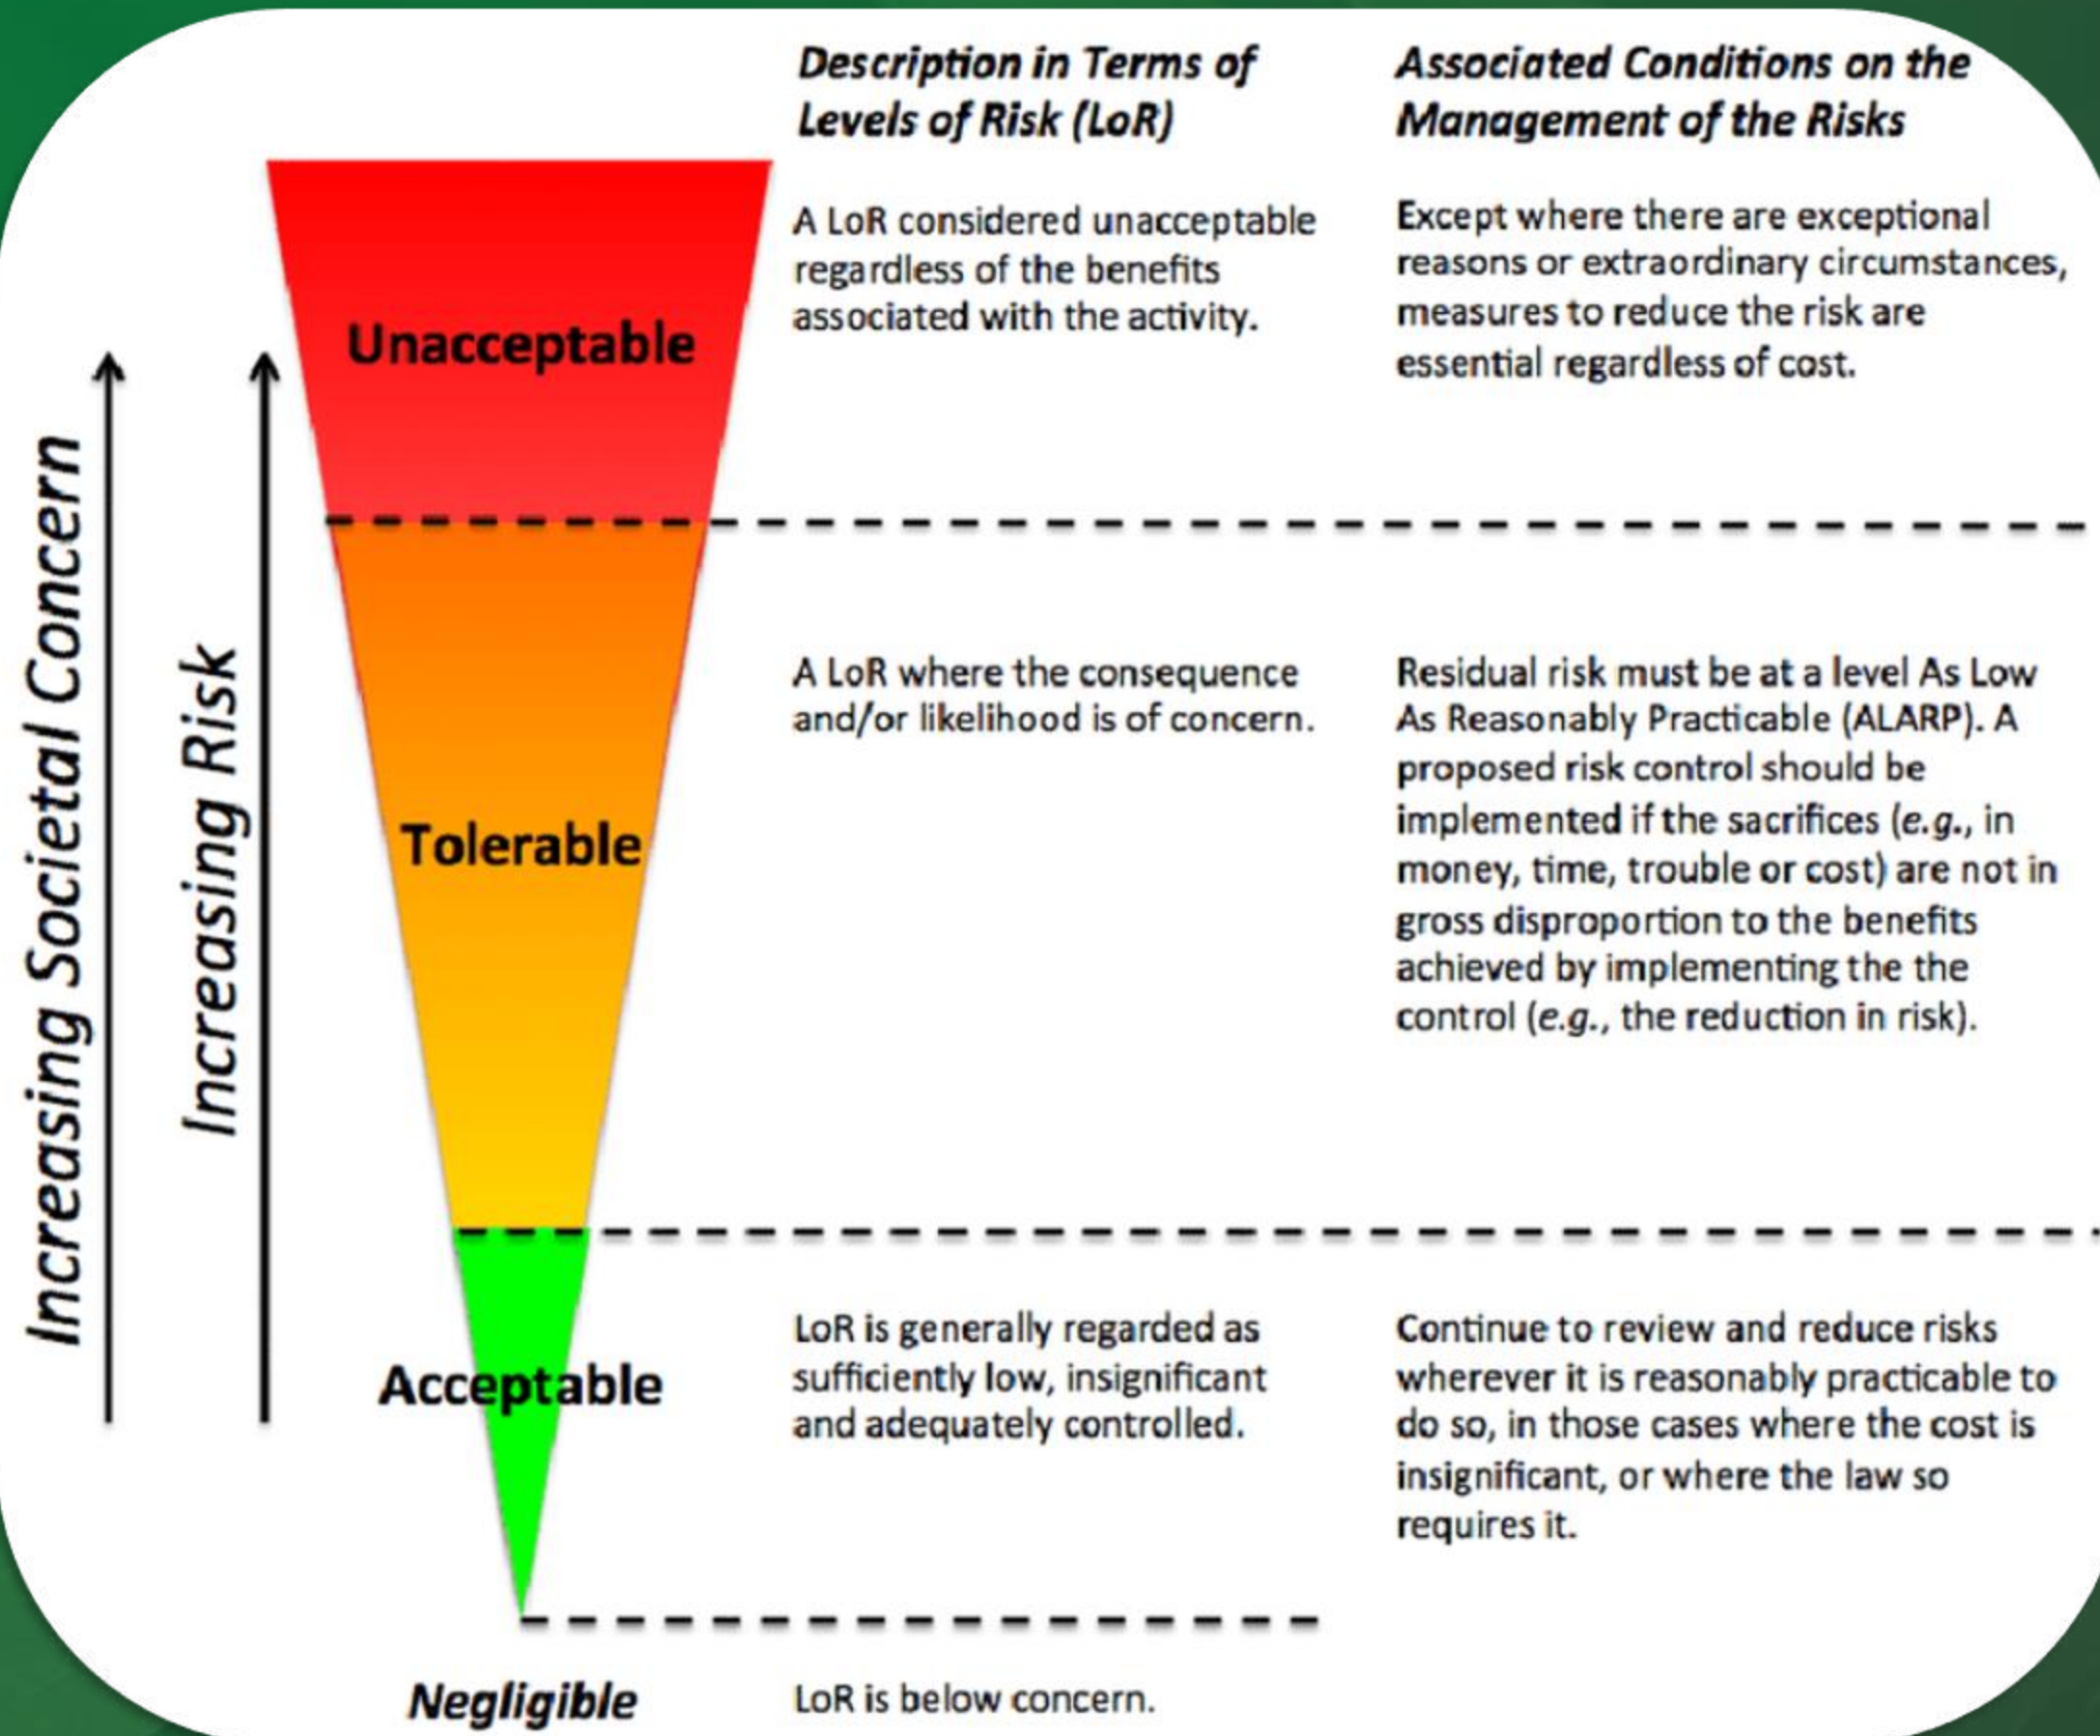 Description in Terms of
Levels of Risk (LoR)
Associated Conditions on the
Management of the Risks
Increasing Societal Concern
Increasing Risk
Unacceptable
A LoR considered unacceptable
regardless of the benefits
associated with the activity.
Except where there are exceptional
reasons or extraordinary circumstances,
measures to reduce the risk are
essential regardless of cost.
Tolerable
A LoR where the consequence
and/or likelihood is of concern.
Residual risk must be at a level As Low
As Reasonably Practicable (ALARP). A
proposed risk control should be
implemented if the sacrifices (e.g., in
money, time, trouble or cost) are not in
gross disproportion to the benefits
achieved by implementing the the
control (e.g., the reduction in risk).
Acceptable
LoR is generally regarded as
sufficiently low, insignificant
and adequately controlled.
Continue to review and reduce risks
wherever it is reasonably practicable to
do so, in those cases where the cost is
insignificant, or where the law so
requires it.
Negligible
LoR is below concern.